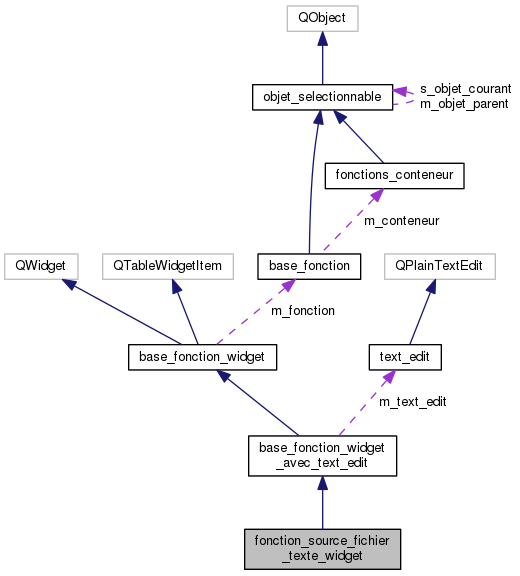 QObject
objet_selectionnable
s_objet_courant
m_objet_parent
fonctions_conteneur
m_conteneur
QWidget
QTableWidgetItem
base_fonction
QPlainTextEdit
m_fonction
base_fonction_widget
text_edit
m_text_edit
base_fonction_widget
_avec_text_edit
fonction_source_fichier
_texte_widget